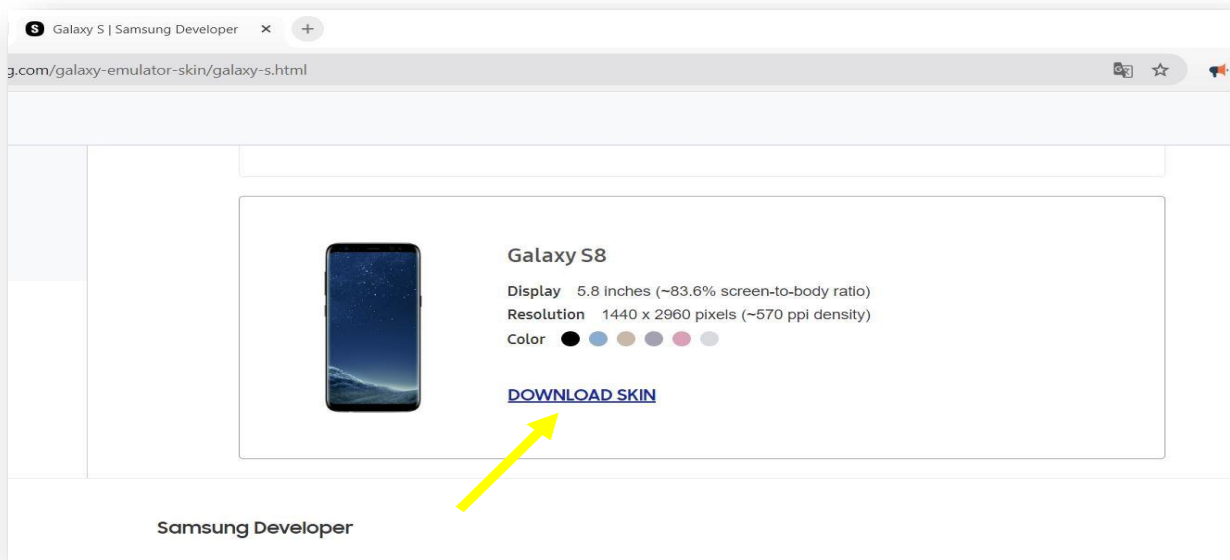 S Galaxy S | Samsung Developer × +
g.com/galaxy-emulator-skin/galaxy-s.html
Galaxy S8
Display 5.8 inches (~83.6% screen-to-body ratio)
Resolution 1440 x 2960 pixels (~570 ppi density)
Color
DOWNLOAD SKIN
Samsung Developer